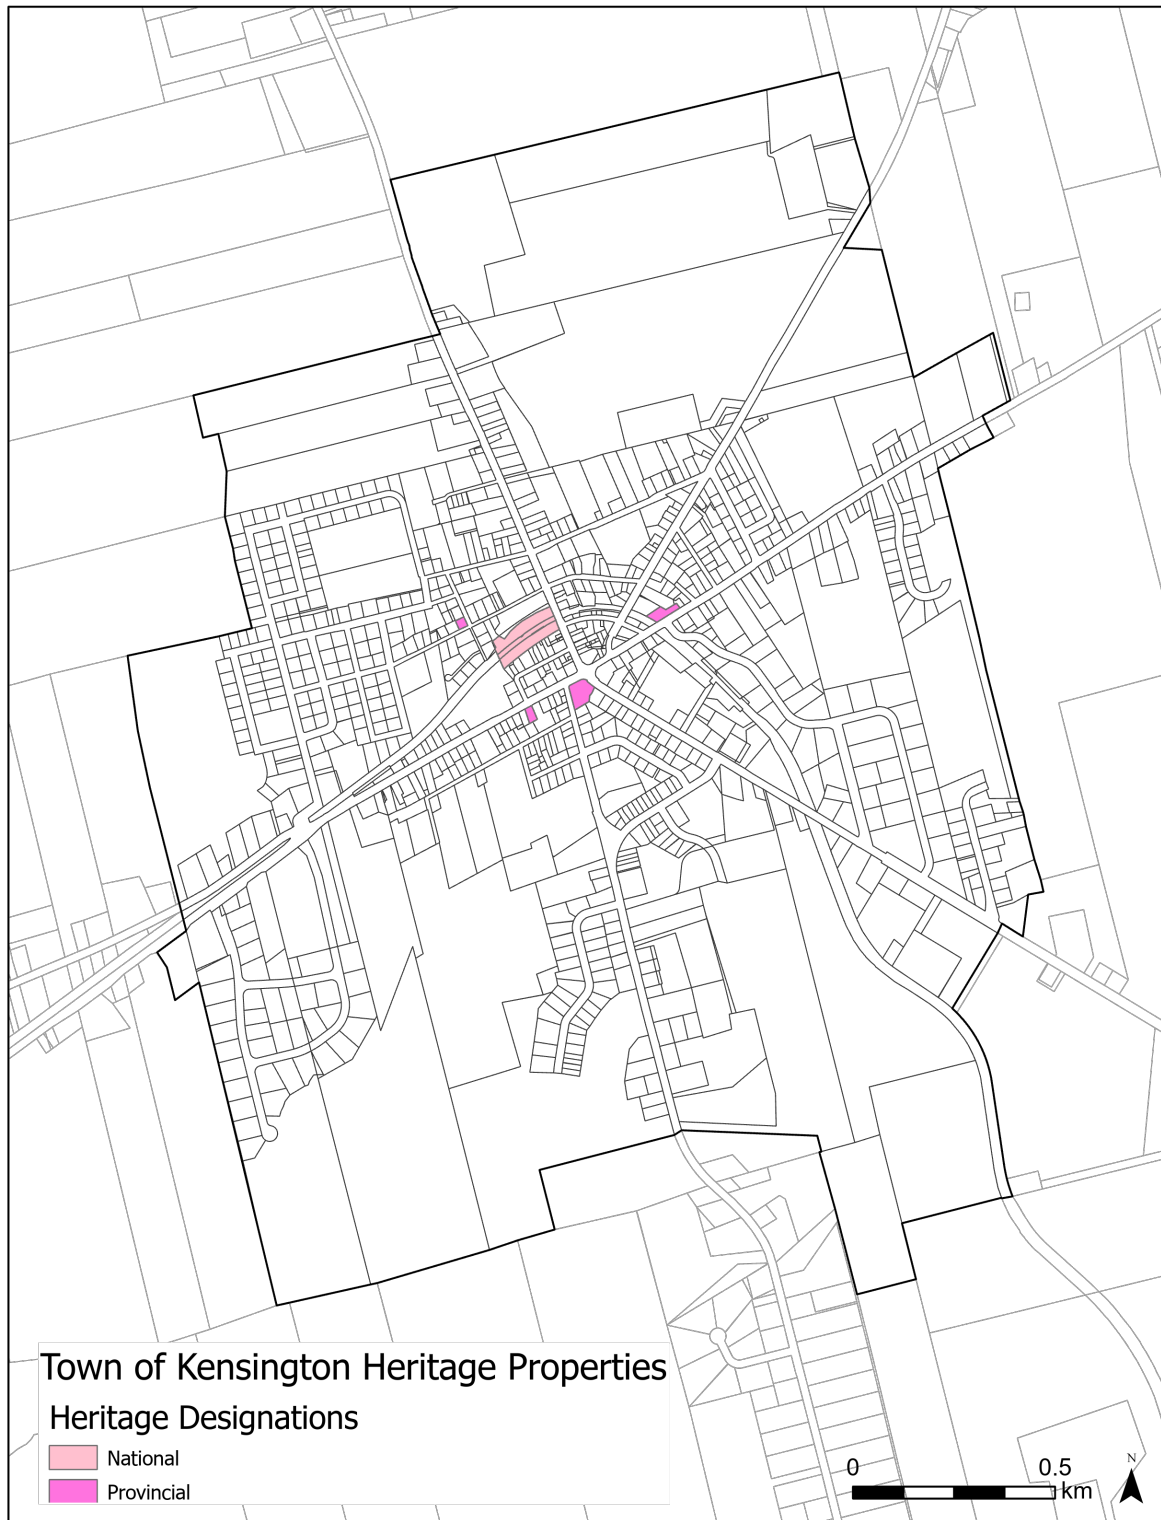 Town of Kensington Heritage Properties
Heritage Designations
National
Provincial
0 0.5
km
N